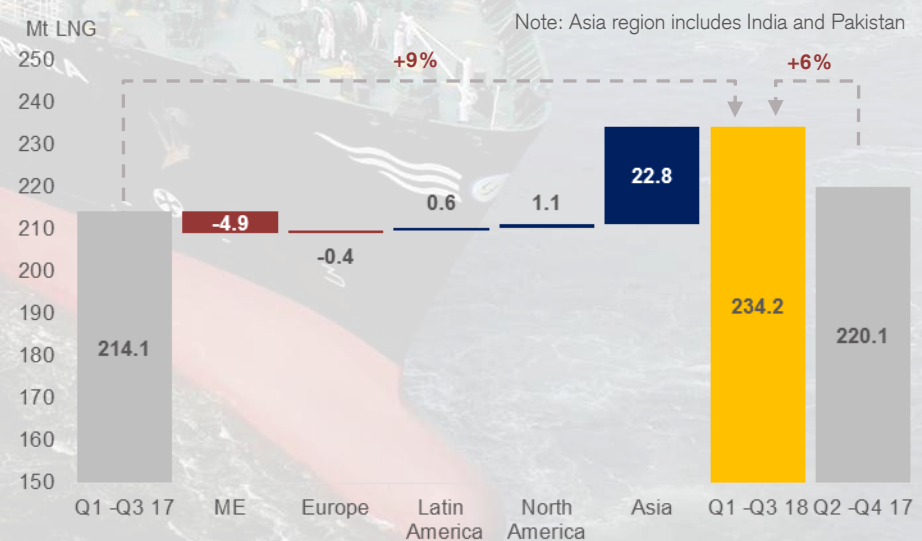 Mt LNG
Note: Asia region includes India and Pakistan
250
240
230
220
210
200
190
180
170
160
150
+9%
+6%
214.1
-4.9
-0.4
0.6
1.1
22.8
234.2
220.1
Q1 -Q3 17
ME
Europe
Latin
America
North
America
Asia
Q1 -Q3 18
Q2 -Q4 17